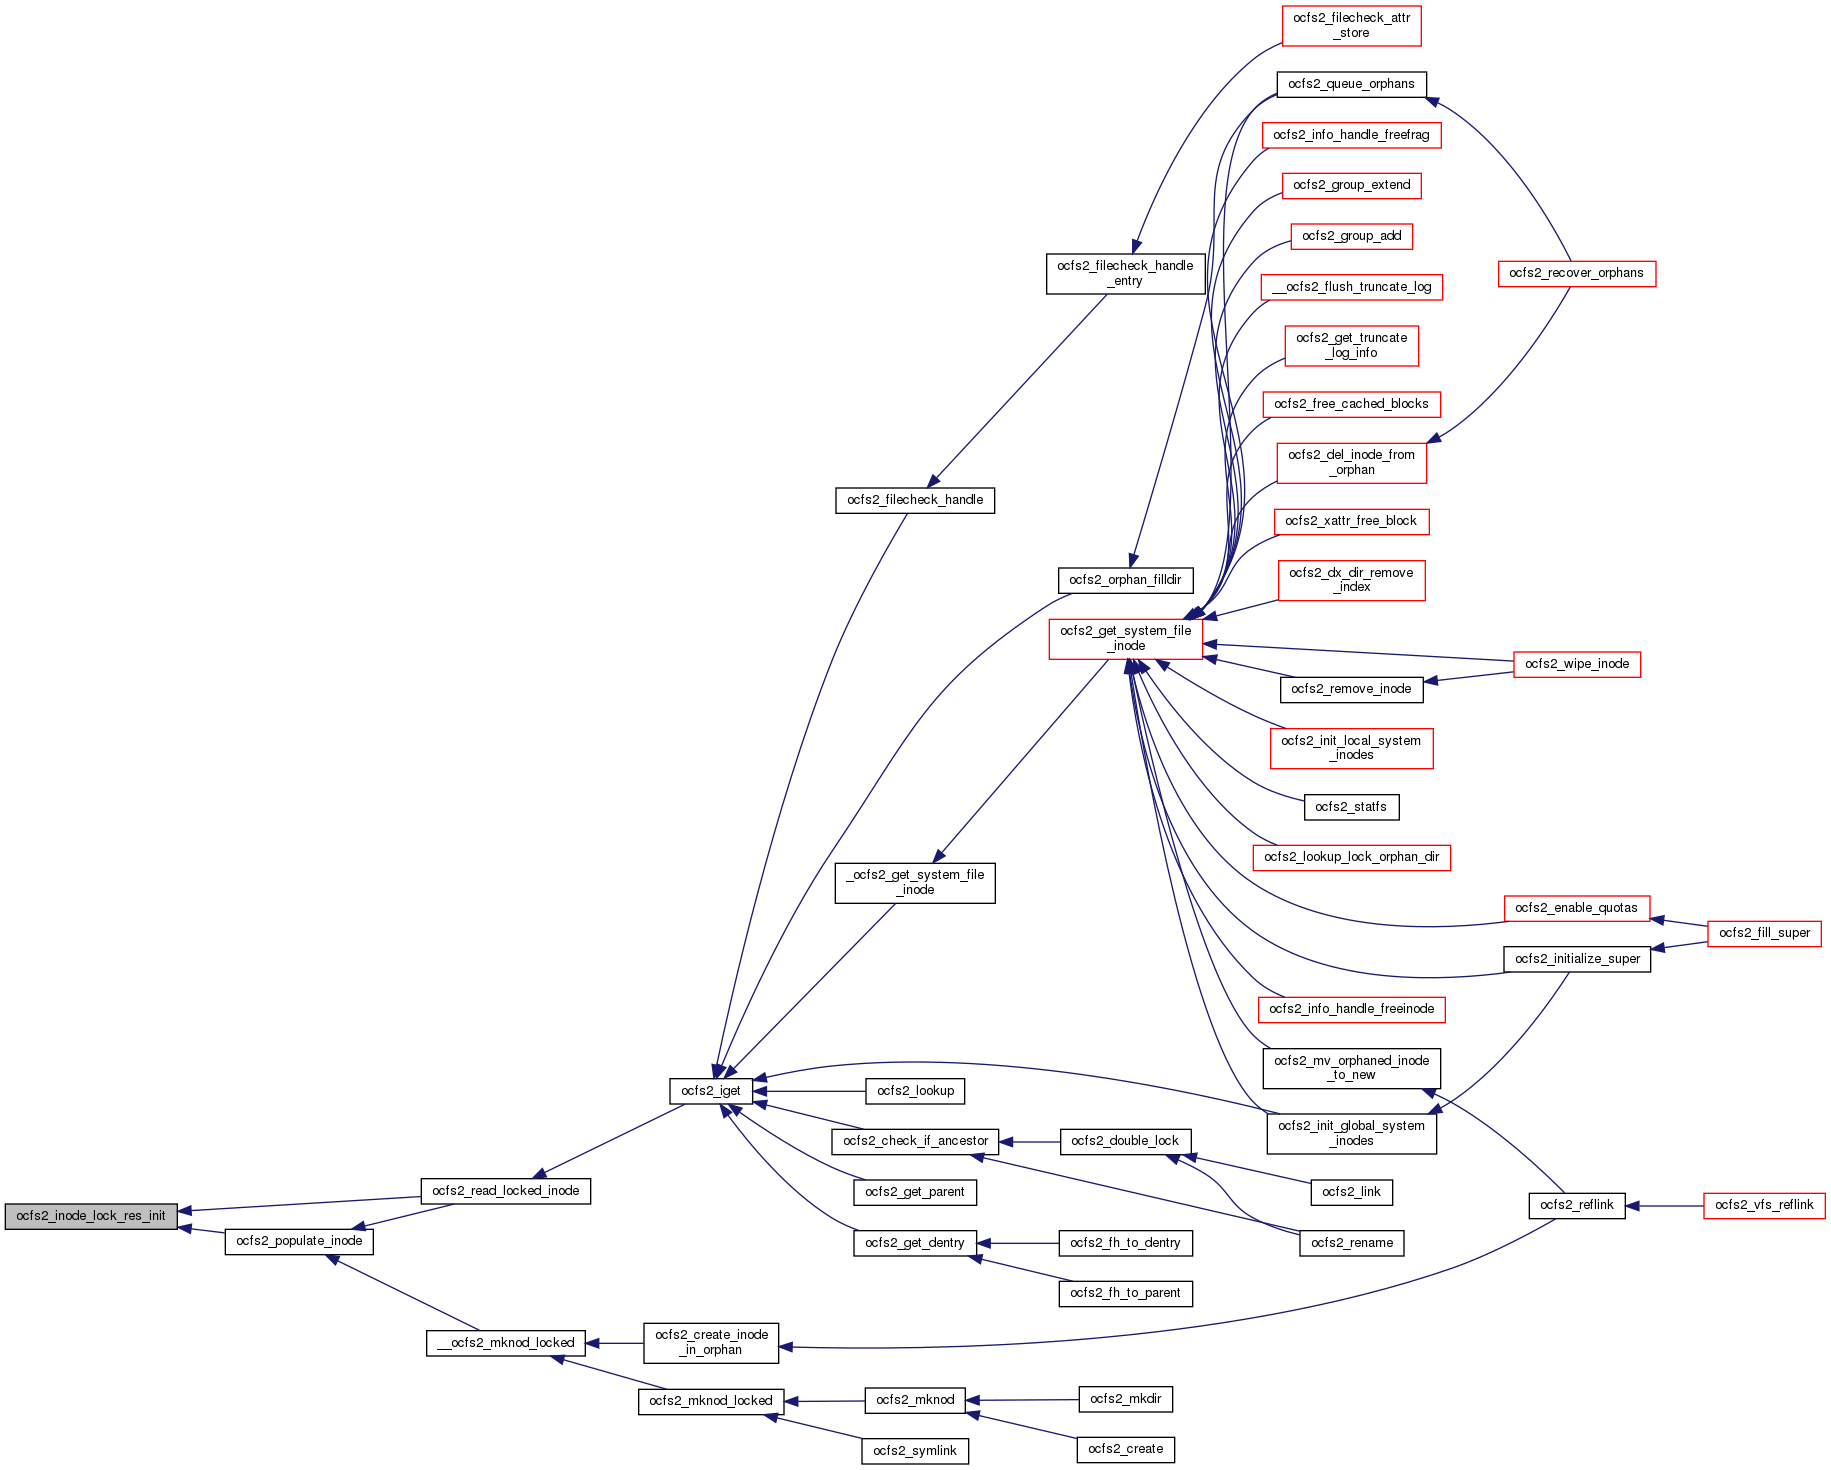 ocfs2_filecheck_attr
_store
ocfs2_queue_orphans
ocfs2_info_handle_freefrag
ocfs2_group_extend
ocfs2_group_add
ocfs2_filecheck_handle
_entry
ocfs2_recover_orphans
__ocfs2_flush_truncate_log
ocfs2_get_truncate
_log_info
ocfs2_free_cached_blocks
ocfs2_del_inode_from
_orphan
ocfs2_filecheck_handle
ocfs2_xattr_free_block
ocfs2_orphan_filldir
ocfs2_dx_dir_remove
_index
ocfs2_get_system_file
_inode
ocfs2_wipe_inode
ocfs2_remove_inode
ocfs2_init_local_system
_inodes
ocfs2_statfs
ocfs2_lookup_lock_orphan_dir
_ocfs2_get_system_file
_inode
ocfs2_enable_quotas
ocfs2_fill_super
ocfs2_initialize_super
ocfs2_info_handle_freeinode
ocfs2_mv_orphaned_inode
_to_new
ocfs2_iget
ocfs2_lookup
ocfs2_init_global_system
_inodes
ocfs2_check_if_ancestor
ocfs2_double_lock
ocfs2_read_locked_inode
ocfs2_get_parent
ocfs2_link
ocfs2_reflink
ocfs2_vfs_reflink
ocfs2_inode_lock_res_init
ocfs2_populate_inode
ocfs2_get_dentry
ocfs2_fh_to_dentry
ocfs2_rename
ocfs2_fh_to_parent
__ocfs2_mknod_locked
ocfs2_create_inode
_in_orphan
ocfs2_mknod_locked
ocfs2_mknod
ocfs2_mkdir
ocfs2_symlink
ocfs2_create